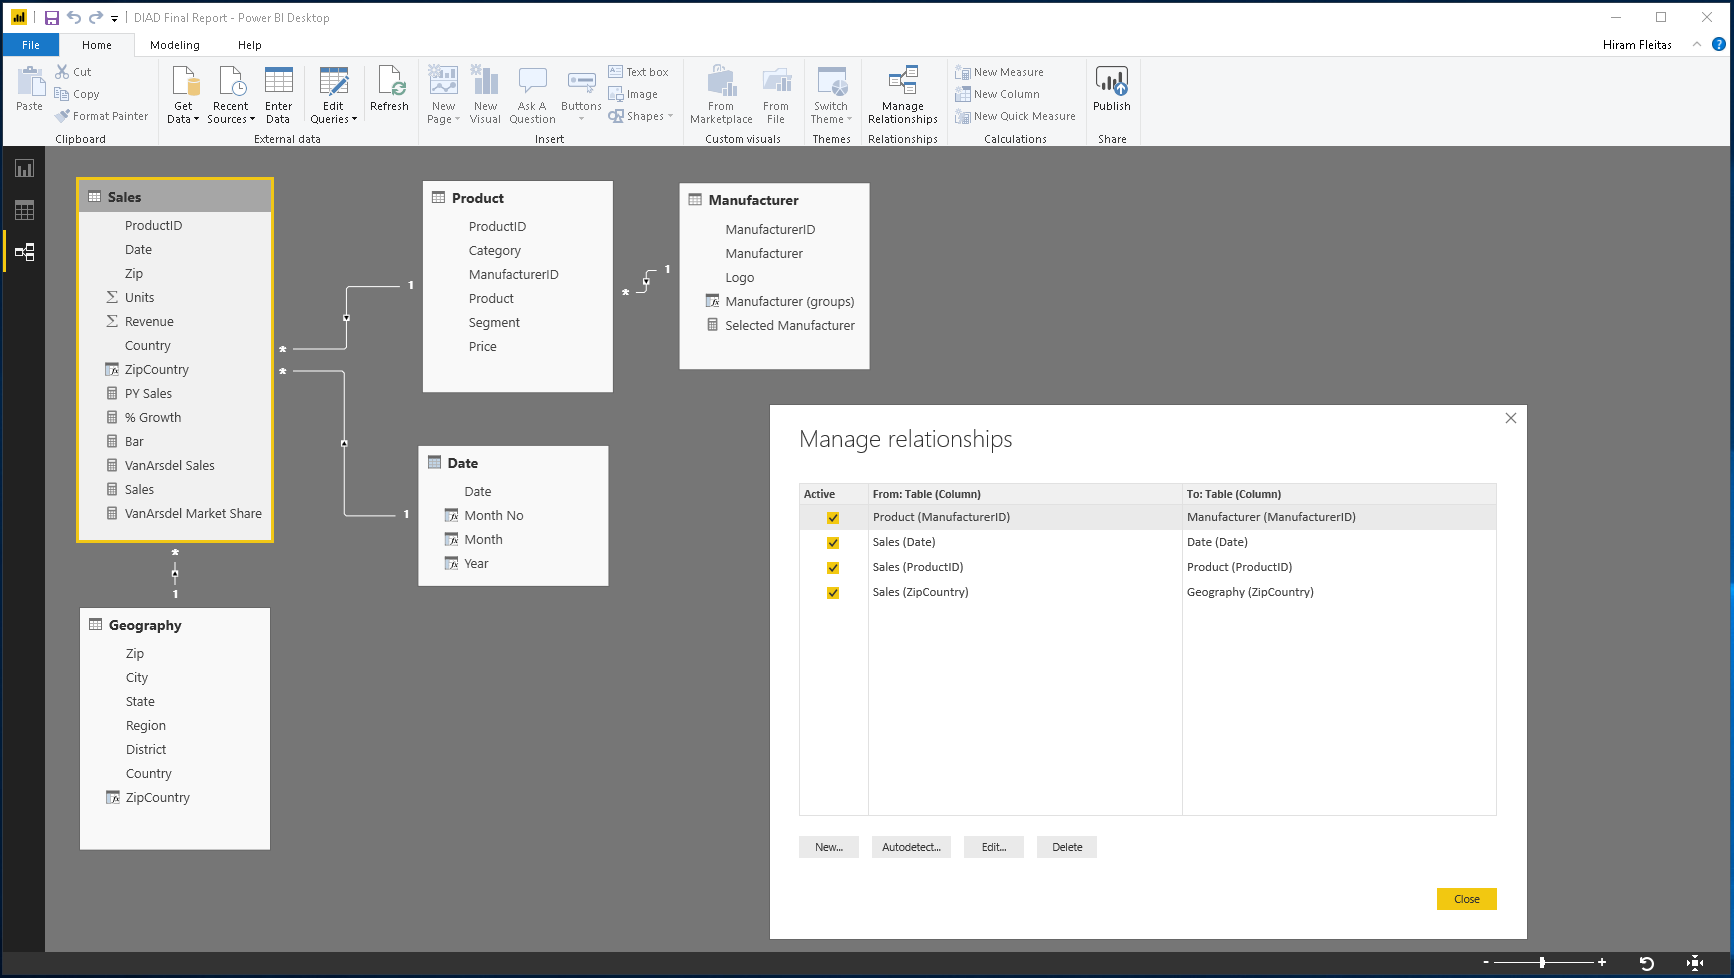 DIAD Final Report - Power BI Desktop
File Home Modeling Help
Hiram Fleitas
?
Paste
Cut
Copy
Format Painter
Clipboard
Get Data
Recent Sources
Enter Data
Edit Queries
Refresh
External data
New Page
New Visual
Ask A Question
Buttons
Text box
Image
Shapes
Insert
From Marketplace
From File
Custom visuals
Switch Theme
Themes
Manage Relationships
Relationships
New Measure
New Column
New Quick Measure
Calculations
Publish
Share
Sales
ProductID
Date
Zip
Σ Units
Σ Revenue
Country
ZipCountry
PY Sales
% Growth
Bar
VanArsdel Sales
Sales
VanArsdel Market Share
*
1
*
1
*
1
Product
ProductID
Category
ManufacturerID
Product
Segment
Price
*
1
Manufacturer
ManufacturerID
Manufacturer
Logo
Manufacturer (groups)
Selected Manufacturer
Date
Date
Month No
Month
Year
Geography
Zip
City
State
Region
District
Country
ZipCountry
Manage relationships
Active From: Table (Column) To: Table (Column)
Product (ManufacturerID) Manufacturer (ManufacturerID)
Sales (Date) Date (Date)
Sales (ProductID) Product (ProductID)
Sales (ZipCountry) Geography (ZipCountry)
New... Autodetect... Edit... Delete
Close
- +